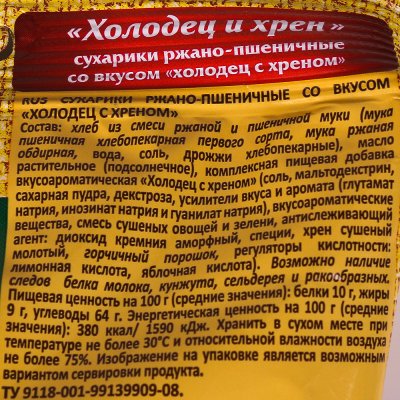 «Холодец и хрен»
сухарики ржано-пшеничные
со вкусом «холодец с хреном»
RUS СУХАРИКИ РЖАНО-ПШЕНИЧНЫЕ СО ВКУСОМ
«ХОЛОДЕЦ С ХРЕНОМ»
Состав: хлеб из смеси ржаной и пшеничной муки (мука
пшеничная хлебопекарная первого сорта, мука ржаная
обдирная, вода, соль, дрожжи хлебопекарные), масло
растительное (подсолнечное), комплексная пищевая добавка
вкусоароматическая «Холодец с хреном» (соль, мальтодекстрин,
сахарная пудра, декстроза, усилители вкуса и аромата (глутамат
натрия, инозинат натрия и гуанилат натрия), вкусоароматические
вещества, смесь сушеных овощей и зелени, антислеживающий
агент: диоксид кремния аморфный, специи, хрен сушеный
молотый, горчичный порошок, регуляторы кислотности:
лимонная кислота, яблочная кислота). Возможно наличие
следов белка молока, кунжута, сельдерея и ракообразных.
Пищевая ценность на 100 г (средние значения): белки 10 г, жиры
9 г, углеводы 64 г. Энергетическая ценность на 100 г (средние
значения): 380 ккал/ 1590 кДж. Хранить в сухом месте при
температуре не более 30°С и относительной влажности воздуха
не более 75%. Изображение на упаковке является возможным
вариантом сервировки продукта.
ТУ 9118-001-99139909-08.